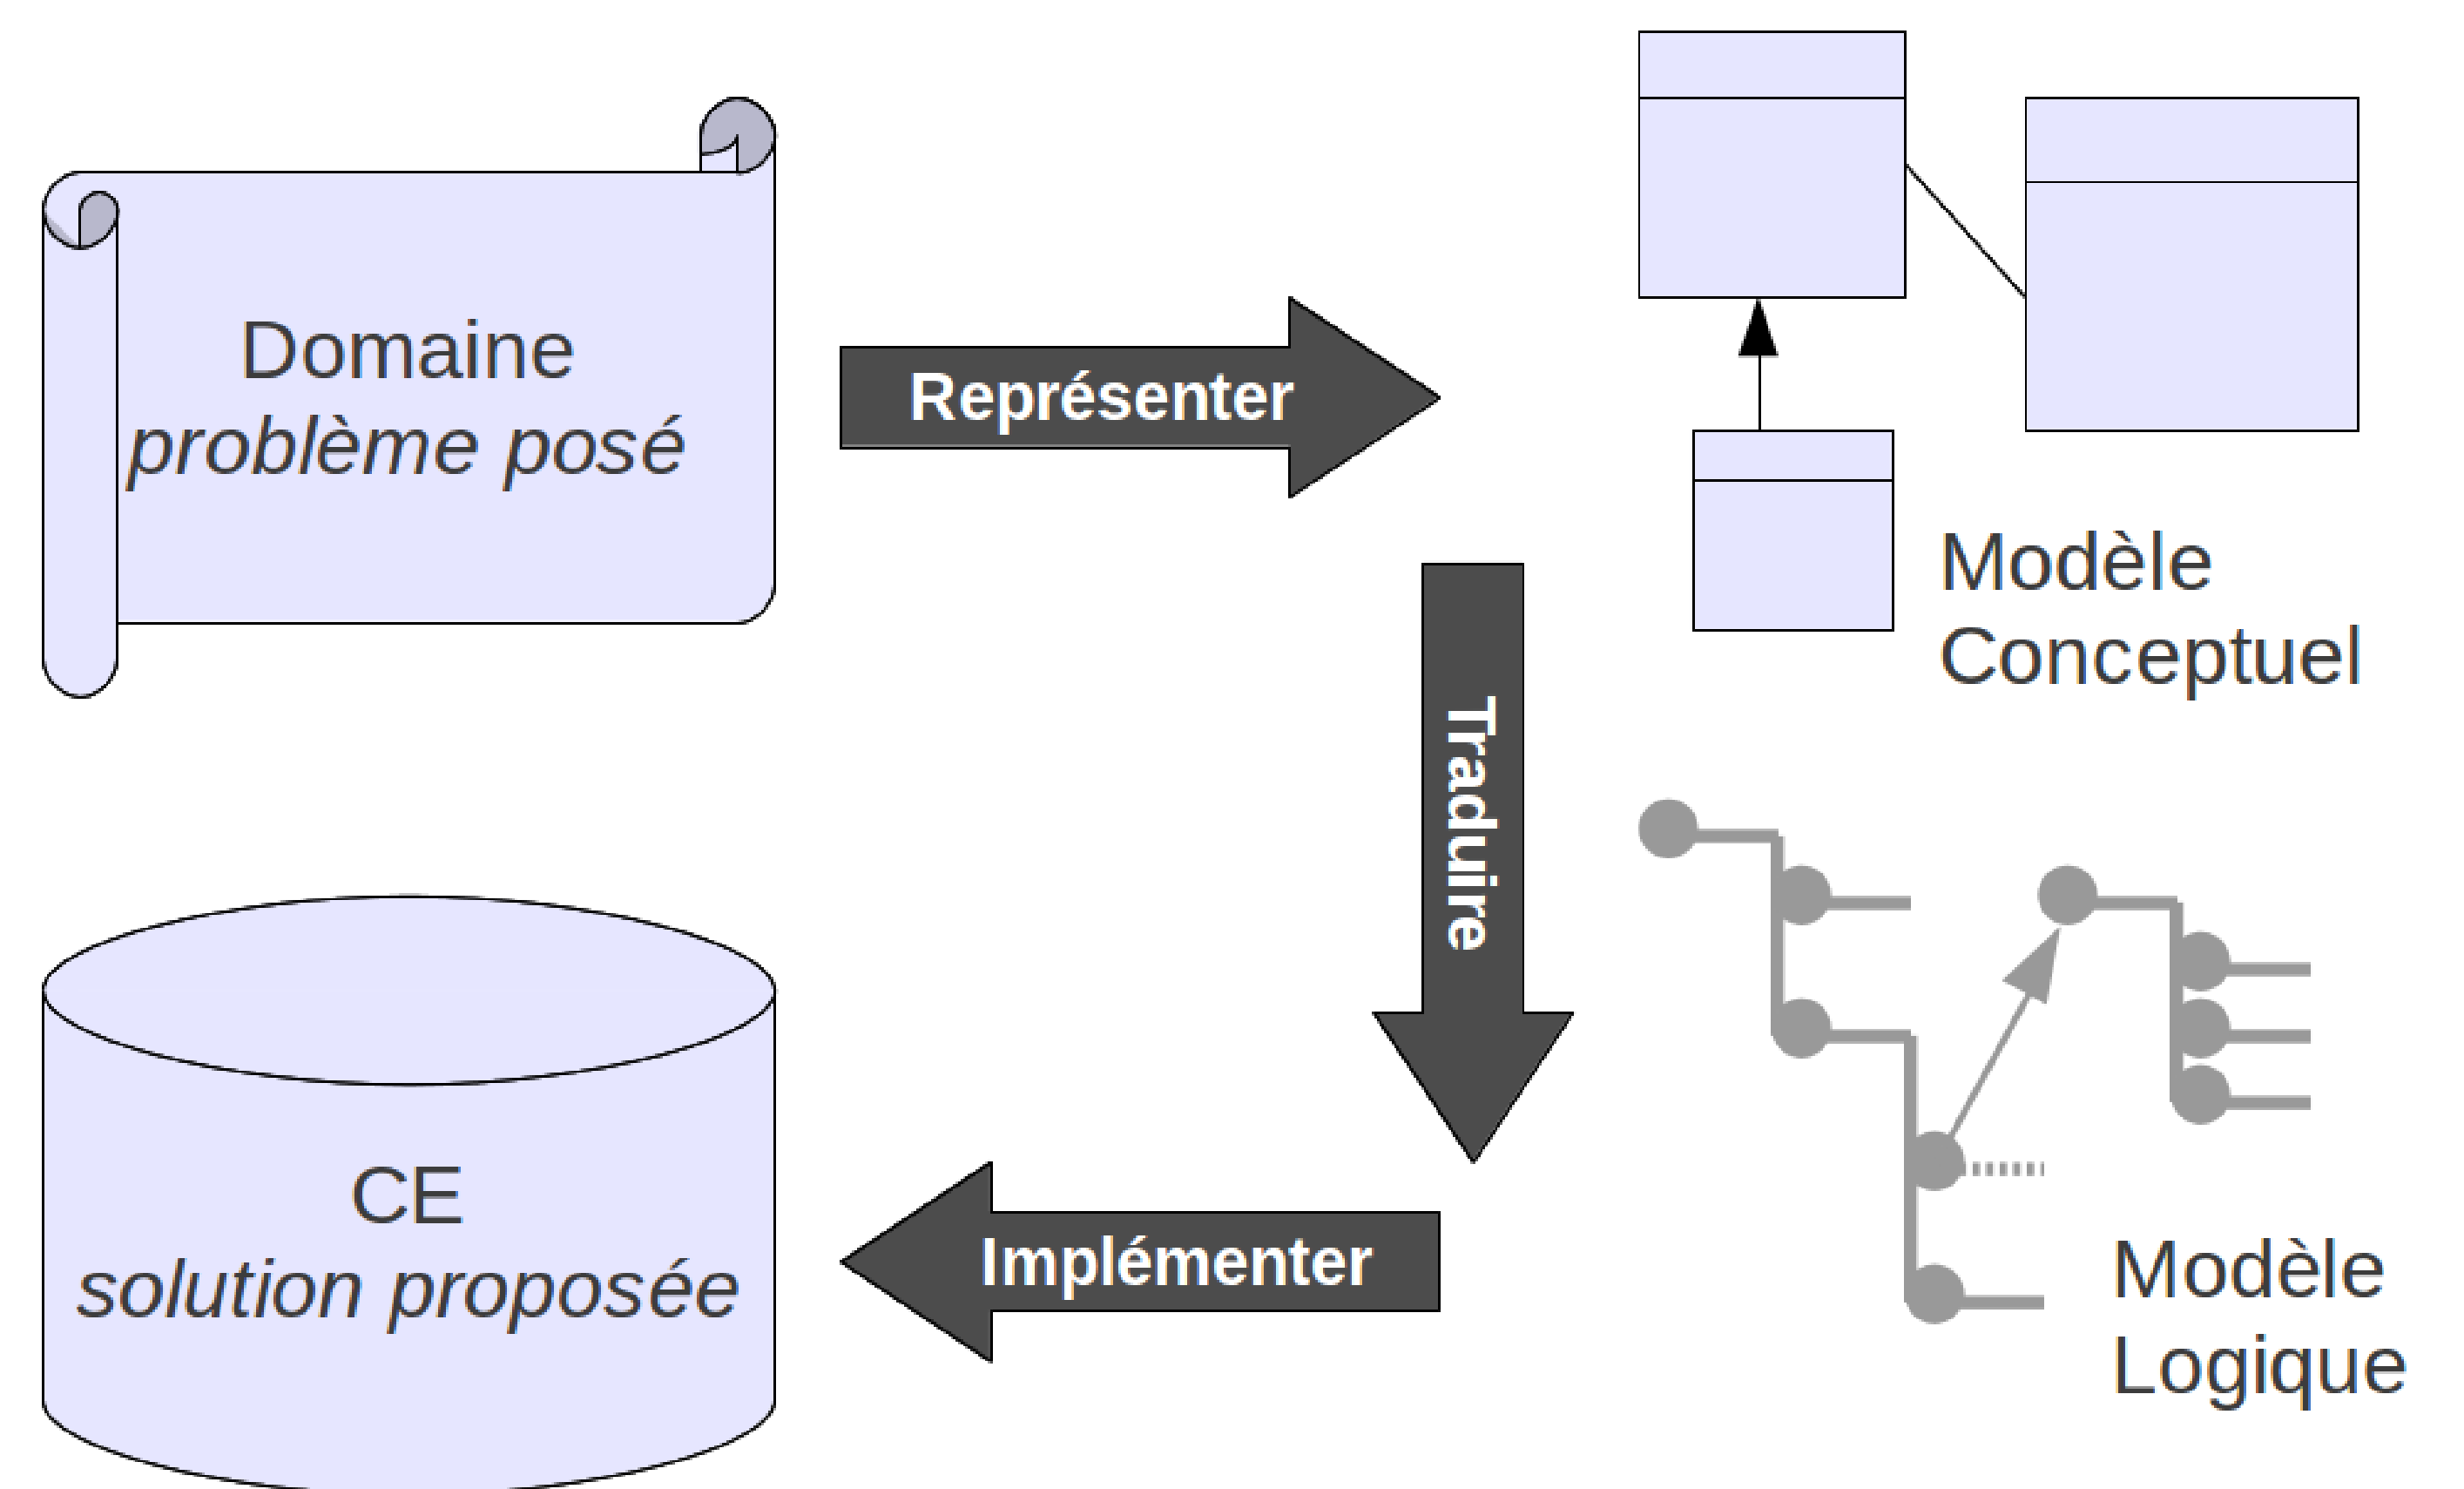 Domaine
problème posé
Représenter
Modèle
Conceptuel
Traduire
Modèle
Logique
Implémenter
CE
solution proposée